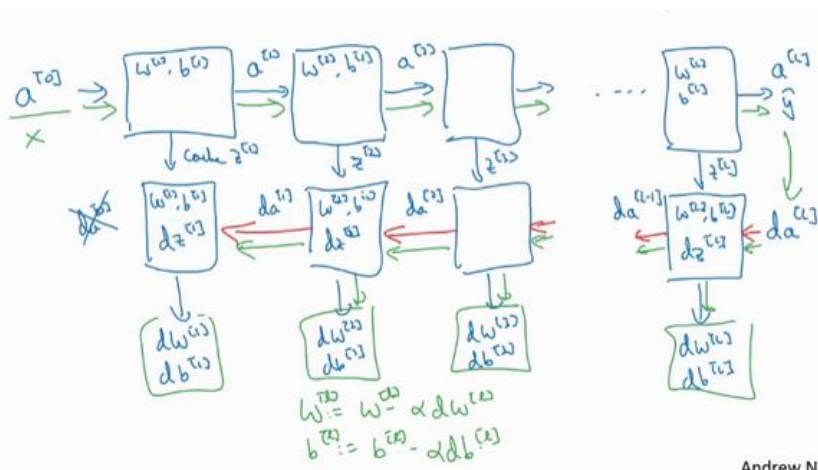 a^[0] → w^[1], b^[1] a^[1] w^[2], b^[2] a^[2] .... w^[L] a^[L]
x b^[L] ŷ
cache z^[1] z^[2] z^[3] z^[L]
da^[0] w^[1], b^[1] da^[1] w^[2], b^[2] da^[2] da^[L-1] w^[L], b^[L] da^[L]
dz^[1] dz^[2] dz^[L]
dw^[1] dw^[2] dw^[3] dw^[L]
db^[1] db^[2] db^[3] db^[L]
w^[l] := w^[l] - αdw^[l]
b^[l] := b^[l] - αdb^[l]
Andrew N